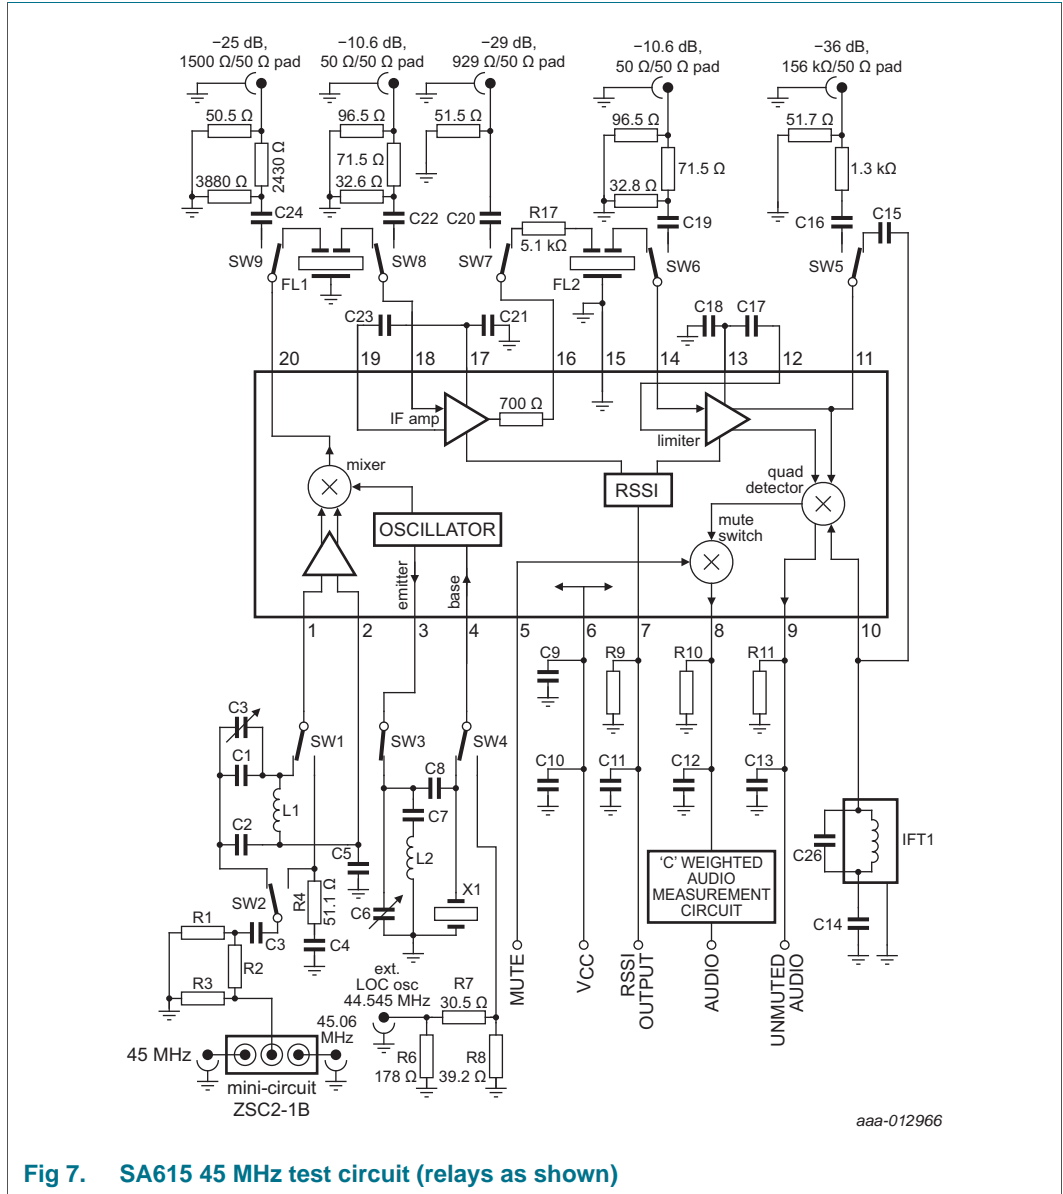 −25 dB,
1500 Ω/50 Ω pad
−10.6 dB,
50 Ω/50 Ω pad
−29 dB,
929 Ω/50 Ω pad
−10.6 dB,
50 Ω/50 Ω pad
−36 dB,
156 kΩ/50 Ω pad
50.5 Ω
96.5 Ω
51.5 Ω
96.5 Ω
51.7 Ω
2430 Ω
71.5 Ω
71.5 Ω
1.3 kΩ
3880 Ω
32.6 Ω
32.8 Ω
C24
C22
C20
R17
C19
C16
C15
5.1 kΩ
SW9
FL1
SW8
SW7
FL2
SW6
SW5
C23
C21
C18
C17
20
19
18
17
16
15
14
13
12
11
IF amp
700 Ω
limiter
mixer
RSSI
quad
detector
OSCILLATOR
mute
switch
emitter
base
1
2
3
4
5
6
7
8
9
10
C9
R9
R10
R11
C3
SW1
SW3
SW4
C1
C8
C10
C11
C12
C13
L1
C7
C2
C5
L2
C26
IFT1
'C' WEIGHTED
AUDIO
MEASUREMENT
CIRCUIT
SW2
R4
51.1 Ω
C6
X1
R1
C3
C4
C14
R2
R3
ext.
LOC osc
44.545 MHz
R7
30.5 Ω
MUTE
VCC
RSSI
OUTPUT
AUDIO
UNMUTED
AUDIO
45 MHz
45.06
MHz
R6
178 Ω
R8
39.2 Ω
mini-circuit
ZSC2-1B
aaa-012966
Fig 7. SA615 45 MHz test circuit (relays as shown)